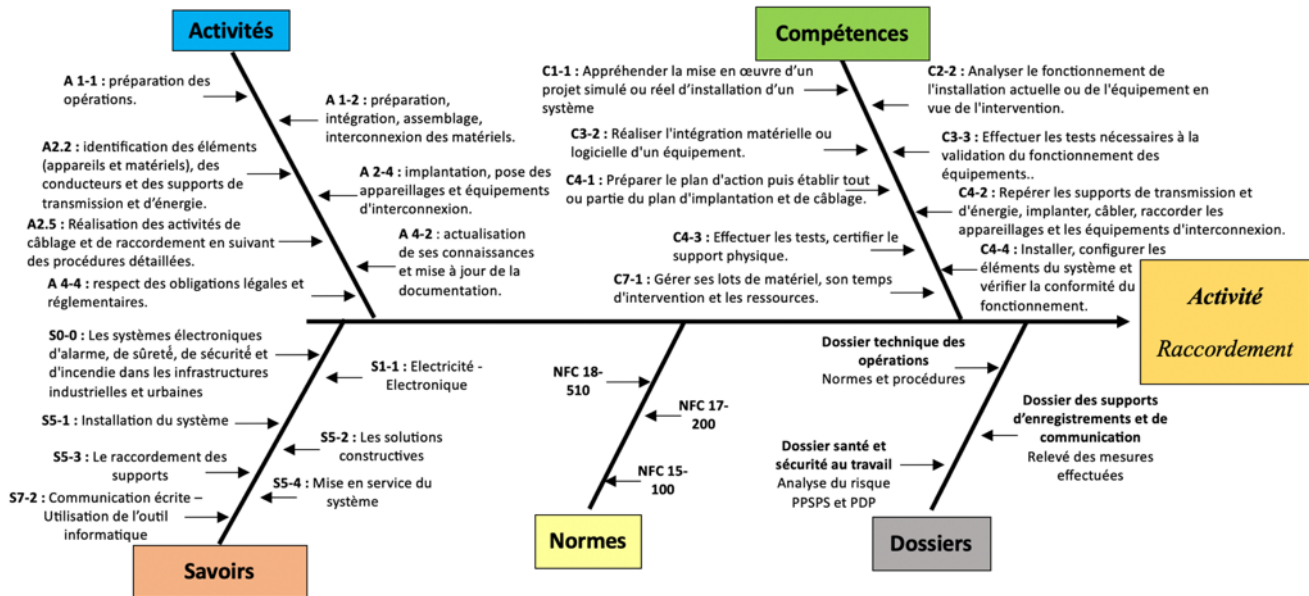 Activités
A 1-1 : préparation des
opérations.
A 1-2 : préparation,
intégration, assemblage,
interconnexion des matériels.
A2.2 : identification des éléments
(appareils et matériels), des
conducteurs et des supports de
transmission et d'énergie.
A 2-4 : implantation, pose des
appareillages et équipements
d'interconnexion.
A2.5 : Réalisation des activités de
câblage et de raccordement en suivant
des procédures détaillées.
A 4-2 : actualisation
de ses connaissances
et mise à jour de la
documentation.
A 4-4 : respect des obligations légales et
réglementaires.
Compétences
C1-1 : Appréhender la mise en œuvre d'un
projet simulé ou réel d'installation d'un
système
C2-2 : Analyser le fonctionnement de
l'installation actuelle ou de l'équipement en
vue de l'intervention.
C3-2 : Réaliser l'intégration matérielle ou
logicielle d'un équipement.
C3-3 : Effectuer les tests nécessaires à la
validation du fonctionnement des
équipements..
C4-1 : Préparer le plan d'action puis établir tout
ou partie du plan d'implantation et de câblage.
C4-2 : Repérer les supports de transmission et
d'énergie, implanter, câbler, raccorder les
appareillages et les équipements d'interconnexion.
C4-3 : Effectuer les tests, certifier le
support physique.
C4-4 : Installer, configurer les
éléments du système et
vérifier la conformité du
fonctionnement.
C7-1 : Gérer ses lots de matériel, son temps
d'intervention et les ressources.
Activité
Raccordement
S0-0 : Les systèmes électroniques
d'alarme, de sûreté, de sécurité et
d'incendie dans les infrastructures
industrielles et urbaines
S1-1 : Electricité -
Electronique
S5-1 : Installation du système
S5-2 : Les solutions
constructives
S5-3 : Le raccordement des
supports
S5-4 : Mise en service du
système
S7-2 : Communication écrite –
Utilisation de l'outil
informatique
Savoirs
NFC 18-
510
NFC 17-
200
NFC 15-
100
Normes
Dossier technique des
opérations
Normes et procédures
Dossier des supports
d'enregistrements et de
communication
Relevé des mesures
effectuées
Dossier santé et
sécurité au travail
Analyse du risque
PPSPS et PDP
Dossiers